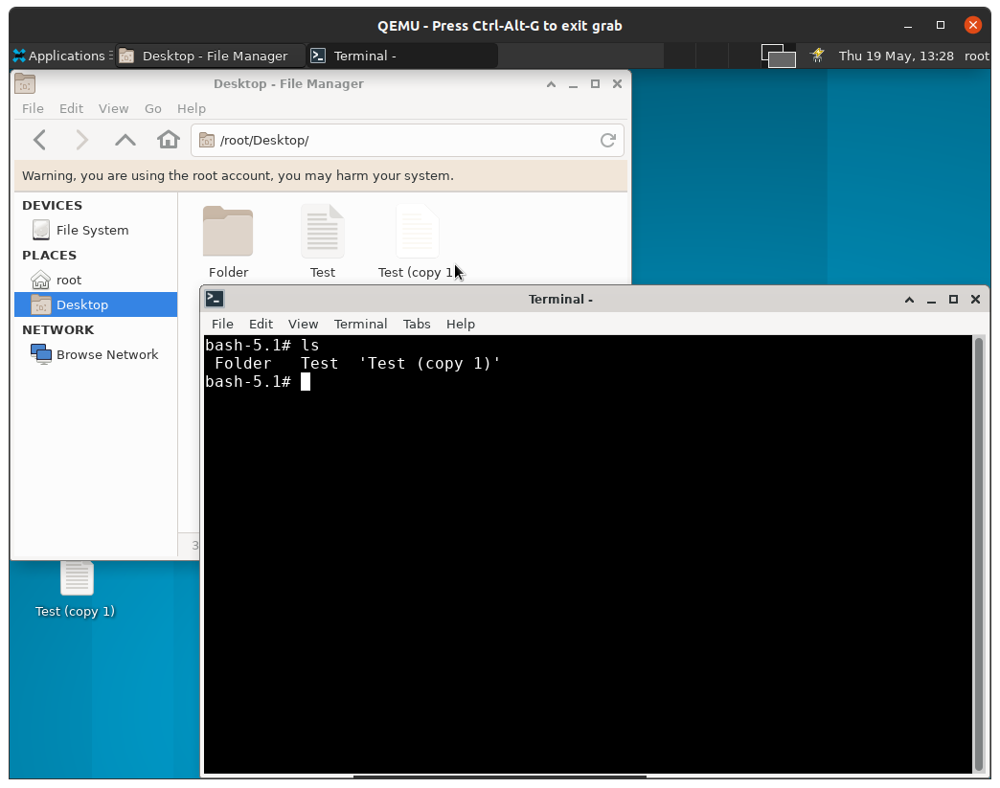 QEMU - Press Ctrl-Alt-G to exit grab
Applications Desktop - File Manager Terminal - Thu 19 May, 13:28 root
Desktop - File Manager
File Edit View Go Help
/root/Desktop/
Warning, you are using the root account, you may harm your system.
DEVICES
File System
PLACES
root
Desktop
NETWORK
Browse Network
Folder Test Test (copy 1
3
Test (copy 1)
Terminal -
File Edit View Terminal Tabs Help
bash-5.1# ls
Folder Test 'Test (copy 1)'
bash-5.1#